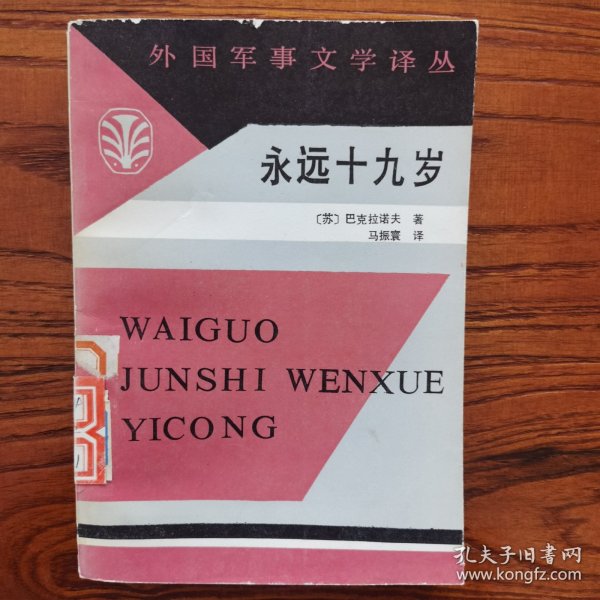 外国军事文学译丛
永远十九岁
〔苏〕巴克拉诺夫 著
马振寰 译
WAIGUO
JUNSHI WENXUE
YICONG
孔夫子旧書网
www.kongfz.com